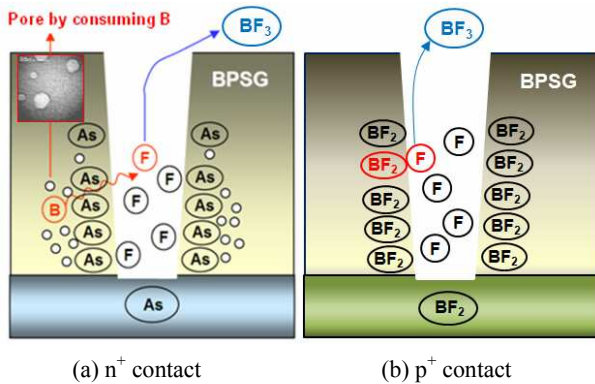 Pore by consuming B
BF₃
BPSG
As
As
As
As
As
As
As
As
As
As
B
F
F
F
F
F
As
(a) n⁺ contact
BF₃
BPSG
BF₂
BF₂
BF₂
BF₂
BF₂
BF₂
BF₂
BF₂
BF₂
BF₂
F
F
F
F
F
BF₂
(b) p⁺ contact